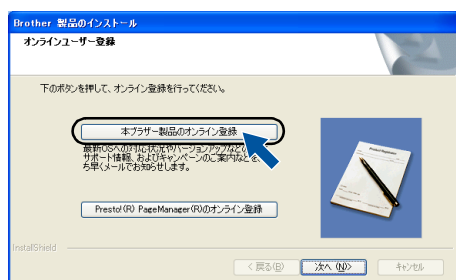 Brother 製品のインストール
オンラインユーザー登録
下のボタンを押して、オンライン登録を行ってください。
本ブラザー製品のオンライン登録
最新OSへの対応状況やバージョンアップなどの
サポート情報、およびキャンペーンのご案内などを、
ち早くメールでお知らせします。
Presto!(R) PageManager(R)のオンライン登録
InstallShield
< 戻る(B)
次へ (N)>
キャンセル